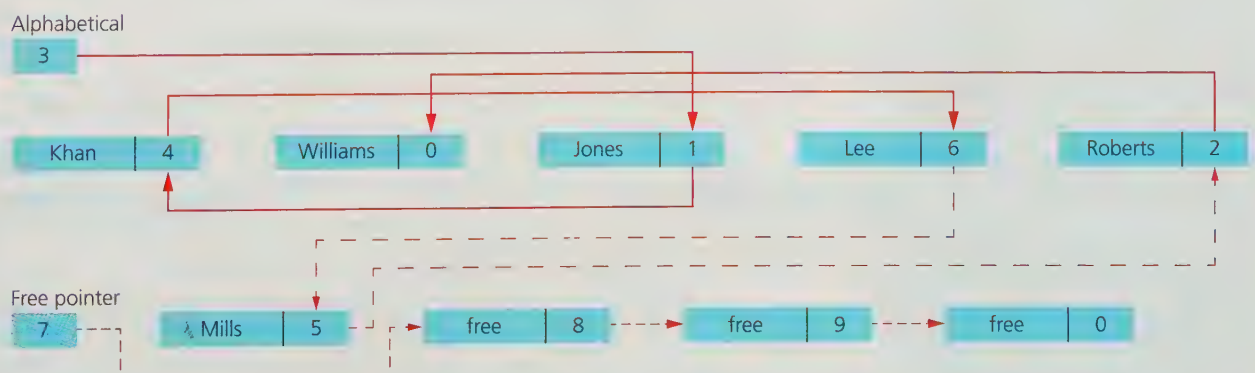 Alphabetical
3
Khan 4 Williams 0 Jones 1 Lee 6 Roberts 2
Free pointer
7 Mills 5 free 8 free 9 free 0